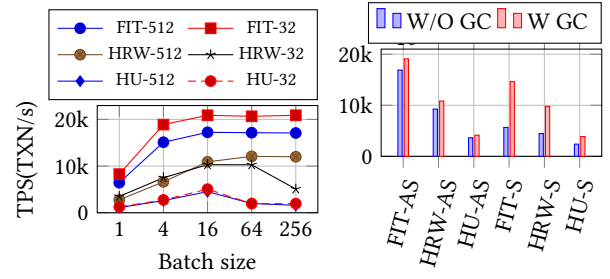 FIT-512 FIT-32
HRW-512 HRW-32
HU-512 HU-32
20k
10k
0
1 4 16 64 256
TPS(TXN/s)
Batch size
W/O GC W GC
20k
10k
0
FIT-AS HRW-AS HU-AS FIT-S HRW-S HU-S